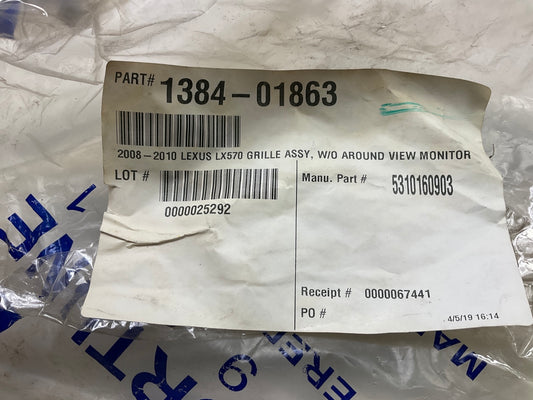 PART# 1384-01863
2008-2010 LEXUS LX570 GRILLE ASSY, W/O AROUND VIEW MONITOR
LOT #
0000025292
Manu. Part # 5310160903
Receipt # 0000067441
PO #
4/5/19 16:14